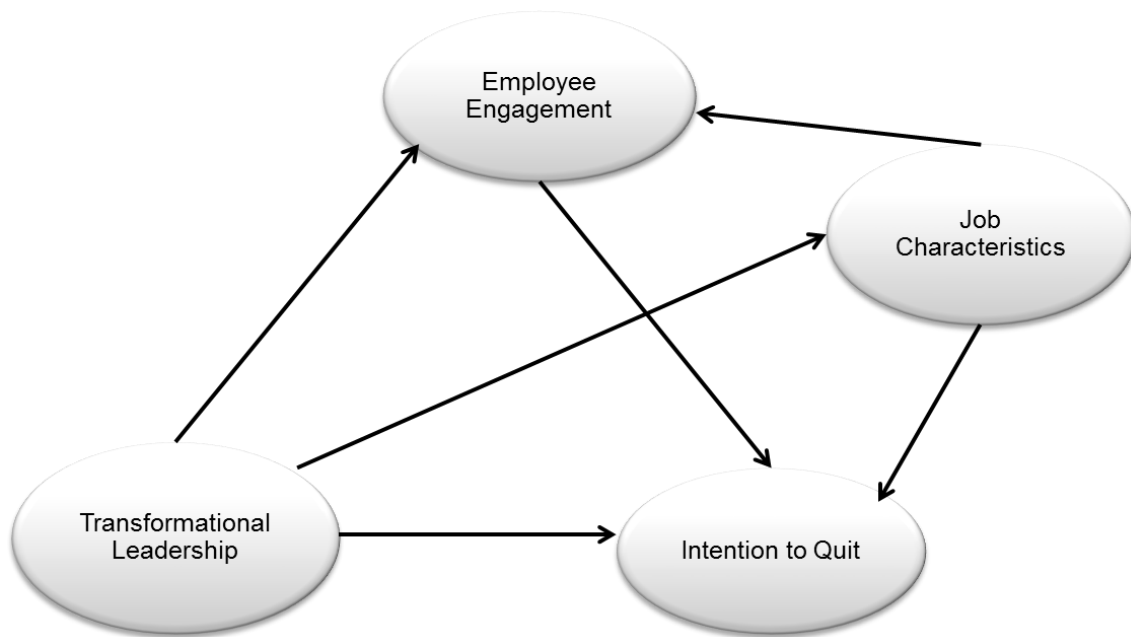 Employee
Engagement
Job
Characteristics
Transformational
Leadership
Intention to Quit